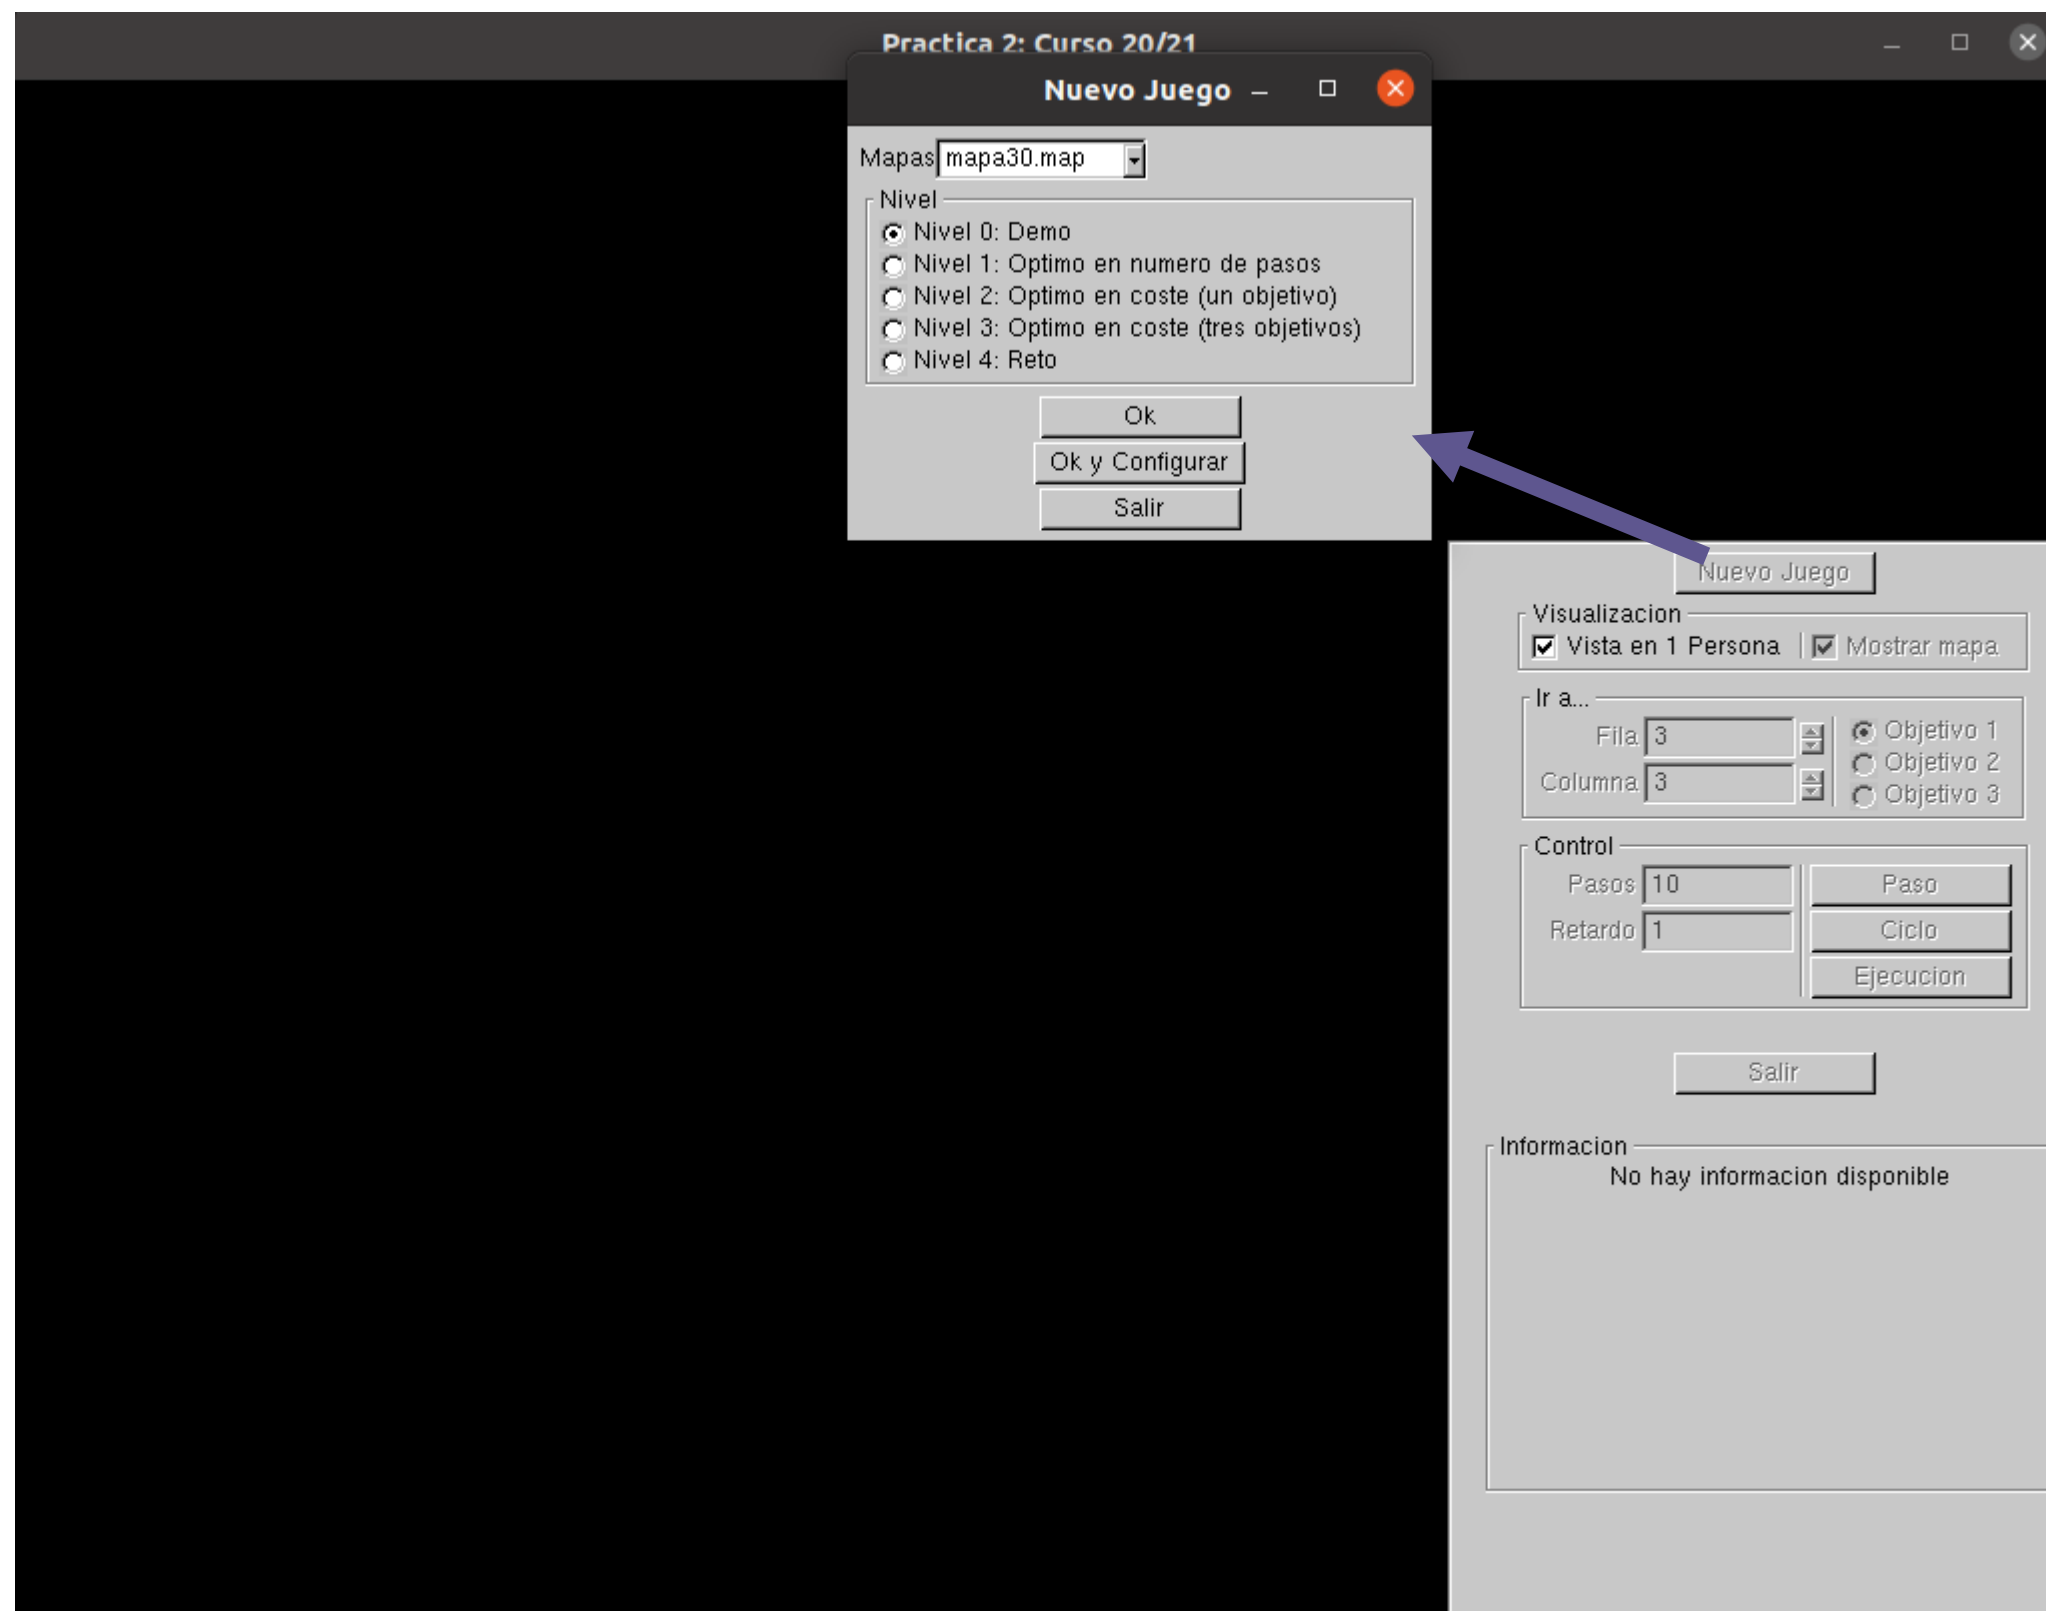 Practica 2: Curso 20/21
Nuevo Juego
Mapas mapa30.map
Nivel
Nivel 0: Demo
Nivel 1: Optimo en numero de pasos
Nivel 2: Optimo en coste (un objetivo)
Nivel 3: Optimo en coste (tres objetivos)
Nivel 4: Reto
Ok
Ok y Configurar
Salir
Nuevo Juego
Visualizacion
Vista en 1 Persona Mostrar mapa
Ir a...
Fila 3
Columna 3
Objetivo 1
Objetivo 2
Objetivo 3
Control
Pasos 10
Retardo 1
Paso
Ciclo
Ejecucion
Salir
Informacion
No hay informacion disponible